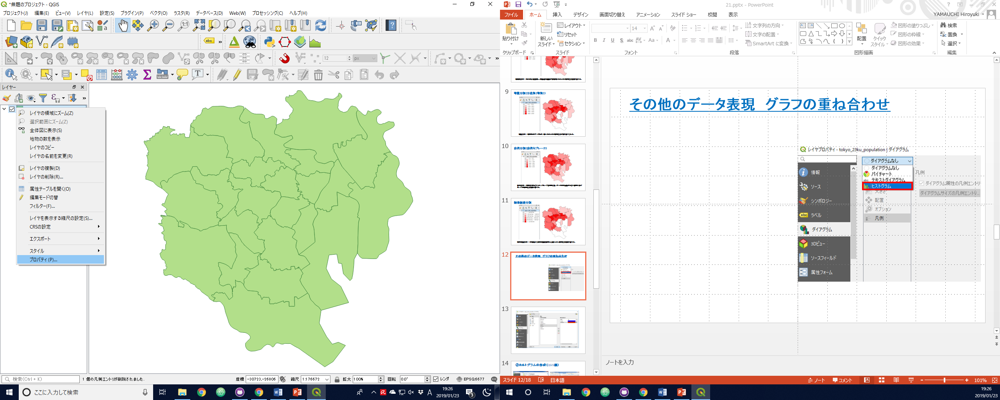 *無題のプロジェクト - QGIS
プロジェクト(J) 編集(E) ビュー(V) レイヤ(L) 設定(S) プラグイン(P) ベクタ(O) ラスタ(R) データベース(D) Web(W) プロセッシング(C) ヘルプ(H)
abc
12 px
レイヤー
レイヤの領域にズーム(Z)
選択範囲にズーム(Z)
全体図に表示(S)
地物の数を表示
レイヤのコピー
レイヤの名前を変更(R)
レイヤの複製(D)
レイヤの削除(R)...
属性テーブルを開く(O)
編集モード切替
フィルター(F)...
レイヤを表示する縮尺の設定(S)...
CRSの設定
エクスポート
スタイル
プロパティ(P)...
検索(Ctrl + K) 1 個の凡例エントリが削除されました. 座標 -30723,-26806 縮尺 1:176672 拡大 100% 回転 0.0° レンダ EPSG:6677
ここに入力して検索
A 19:26
2019/01/23
3
21.pptx - PowerPoint
ファイル ホーム 挿入 デザイン 画面切り替え アニメーション スライド ショー 校閲 表示 YAMAUCHI Hiroyuki
貼り付け
クリップボード
新しい
スライド
レイアウト
リセット
セクション
スライド
14
B I U S abc AV Aa A
フォント
文字列の方向
文字の配置
SmartArt に変換
段落
配置
クイック
スタイル
図形の塗りつぶし
図形の枠線
図形の効果
図形描画
検索
置換
選択
編集
9
等量分類(分位数(等数))
10
自然分類(自然なブレーク)
11
標準偏差分類
12
その他のデータ表現 グラフの重ね合わせ
13
14
②カルトグラムの作成(QGIS編)
その他のデータ表現 グラフの重ね合わせ
レイヤプロパティ - tokyo_23ku_population | ダイアグラム
情報
ソース
シンボロジー
ラベル
ダイアグラム
3Dビュー
ソースフィールド
属性フォーム
ダイアグラムなし
ダイアグラムなし
パイチャート
テキストダイアグラム
ヒストグラム
大きさ
配置
オプション
凡例
凡例
ダイアグラム属性の凡例エントリ
ダイアグラムサイズの凡例エントリ...
ノートを入力
スライド 12/18 日本語 ノート コメント 101%
19:26
2019/01/23